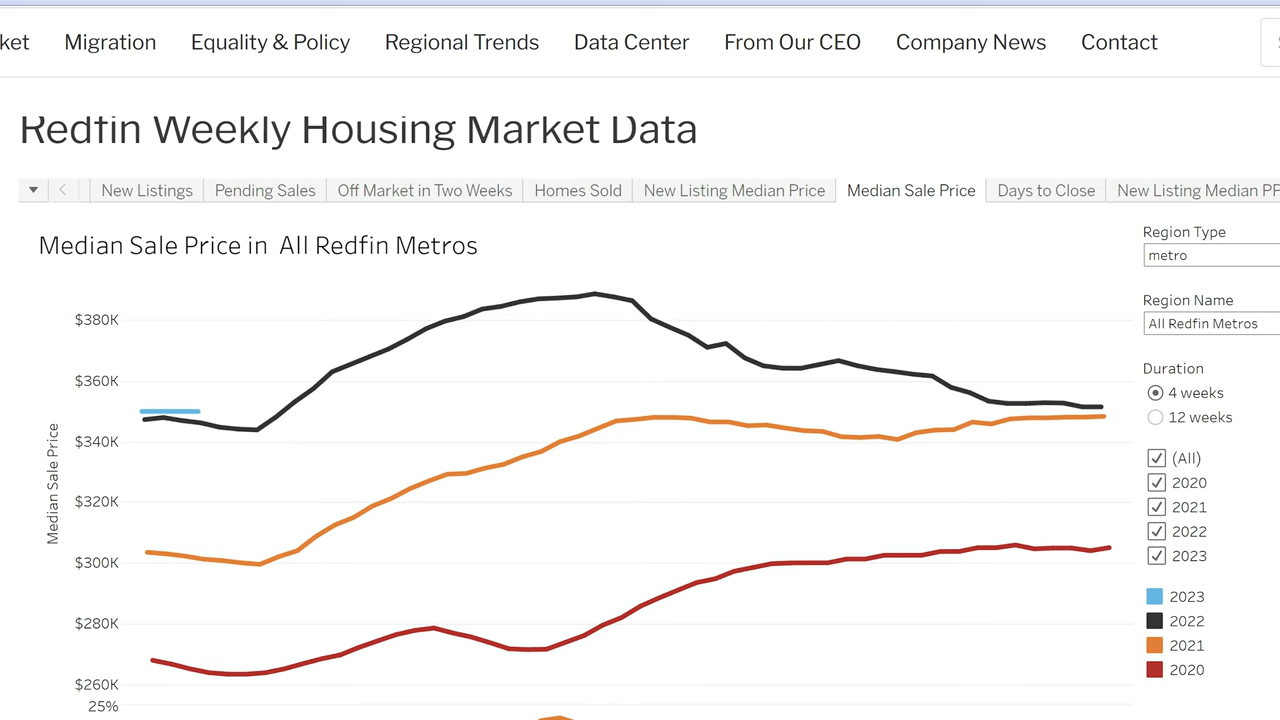 ket Migration Equality & Policy Regional Trends Data Center From Our CEO Company News Contact
Redfin Weekly Housing Market Data
New Listings Pending Sales Off Market in Two Weeks Homes Sold New Listing Median Price Median Sale Price Days to Close New Listing Median PP
Median Sale Price in All Redfin Metros
Region Type
metro
Region Name
All Redfin Metros
Duration
4 weeks
12 weeks
(All)
2020
2021
2022
2023
2023
2022
2021
2020
Median Sale Price
$380K
$360K
$340K
$320K
$300K
$280K
$260K
25%